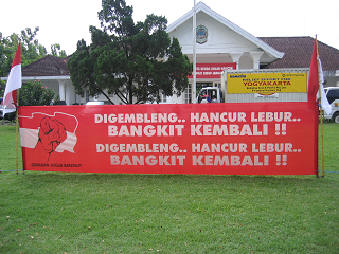 YOGYAKARTA
DIGEMBLENG.. HANCUR LEBUR..
BANGKIT KEMBALI !!
DIGEMBLENG.. HANCUR LEBUR..
BANGKIT KEMBALI !!